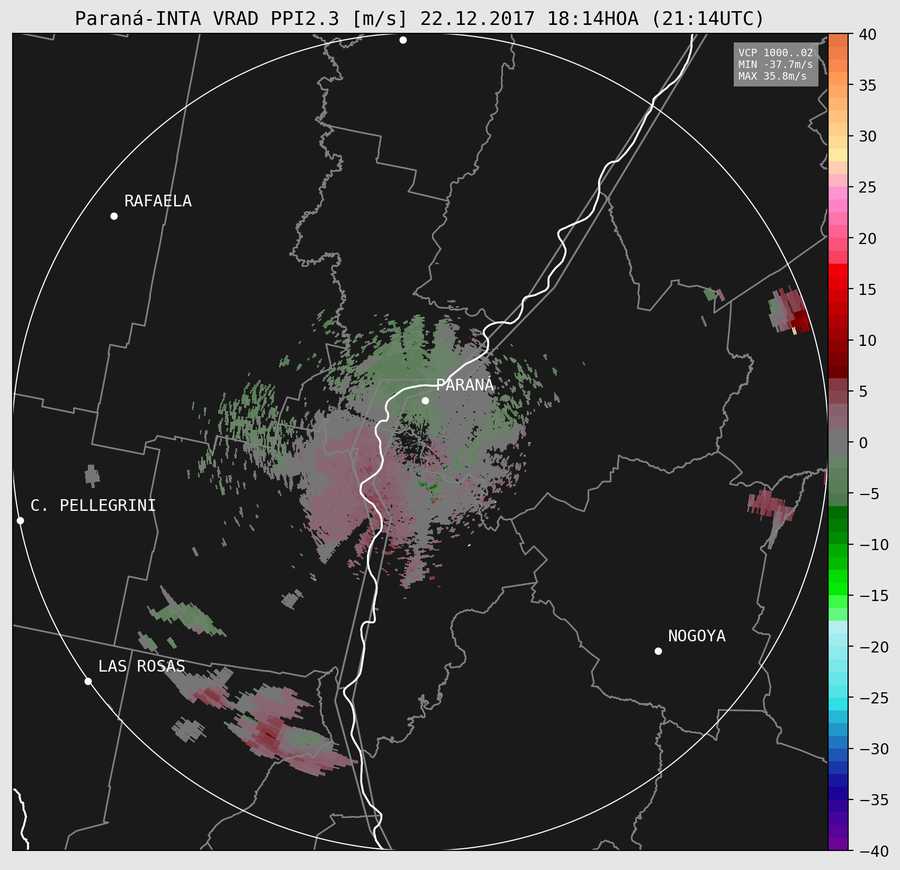 Paraná-INTA VRAD PPI2.3 [m/s] 22.12.2017 18:14HOA (21:14UTC)
VCP 1000..02
MIN -37.7m/s
MAX 35.8m/s
RAFAELA
PARANÁ
C. PELLEGRINI
NOGOYA
LAS ROSAS
40
35
30
25
20
15
10
5
0
−5
−10
−15
−20
−25
−30
−35
−40